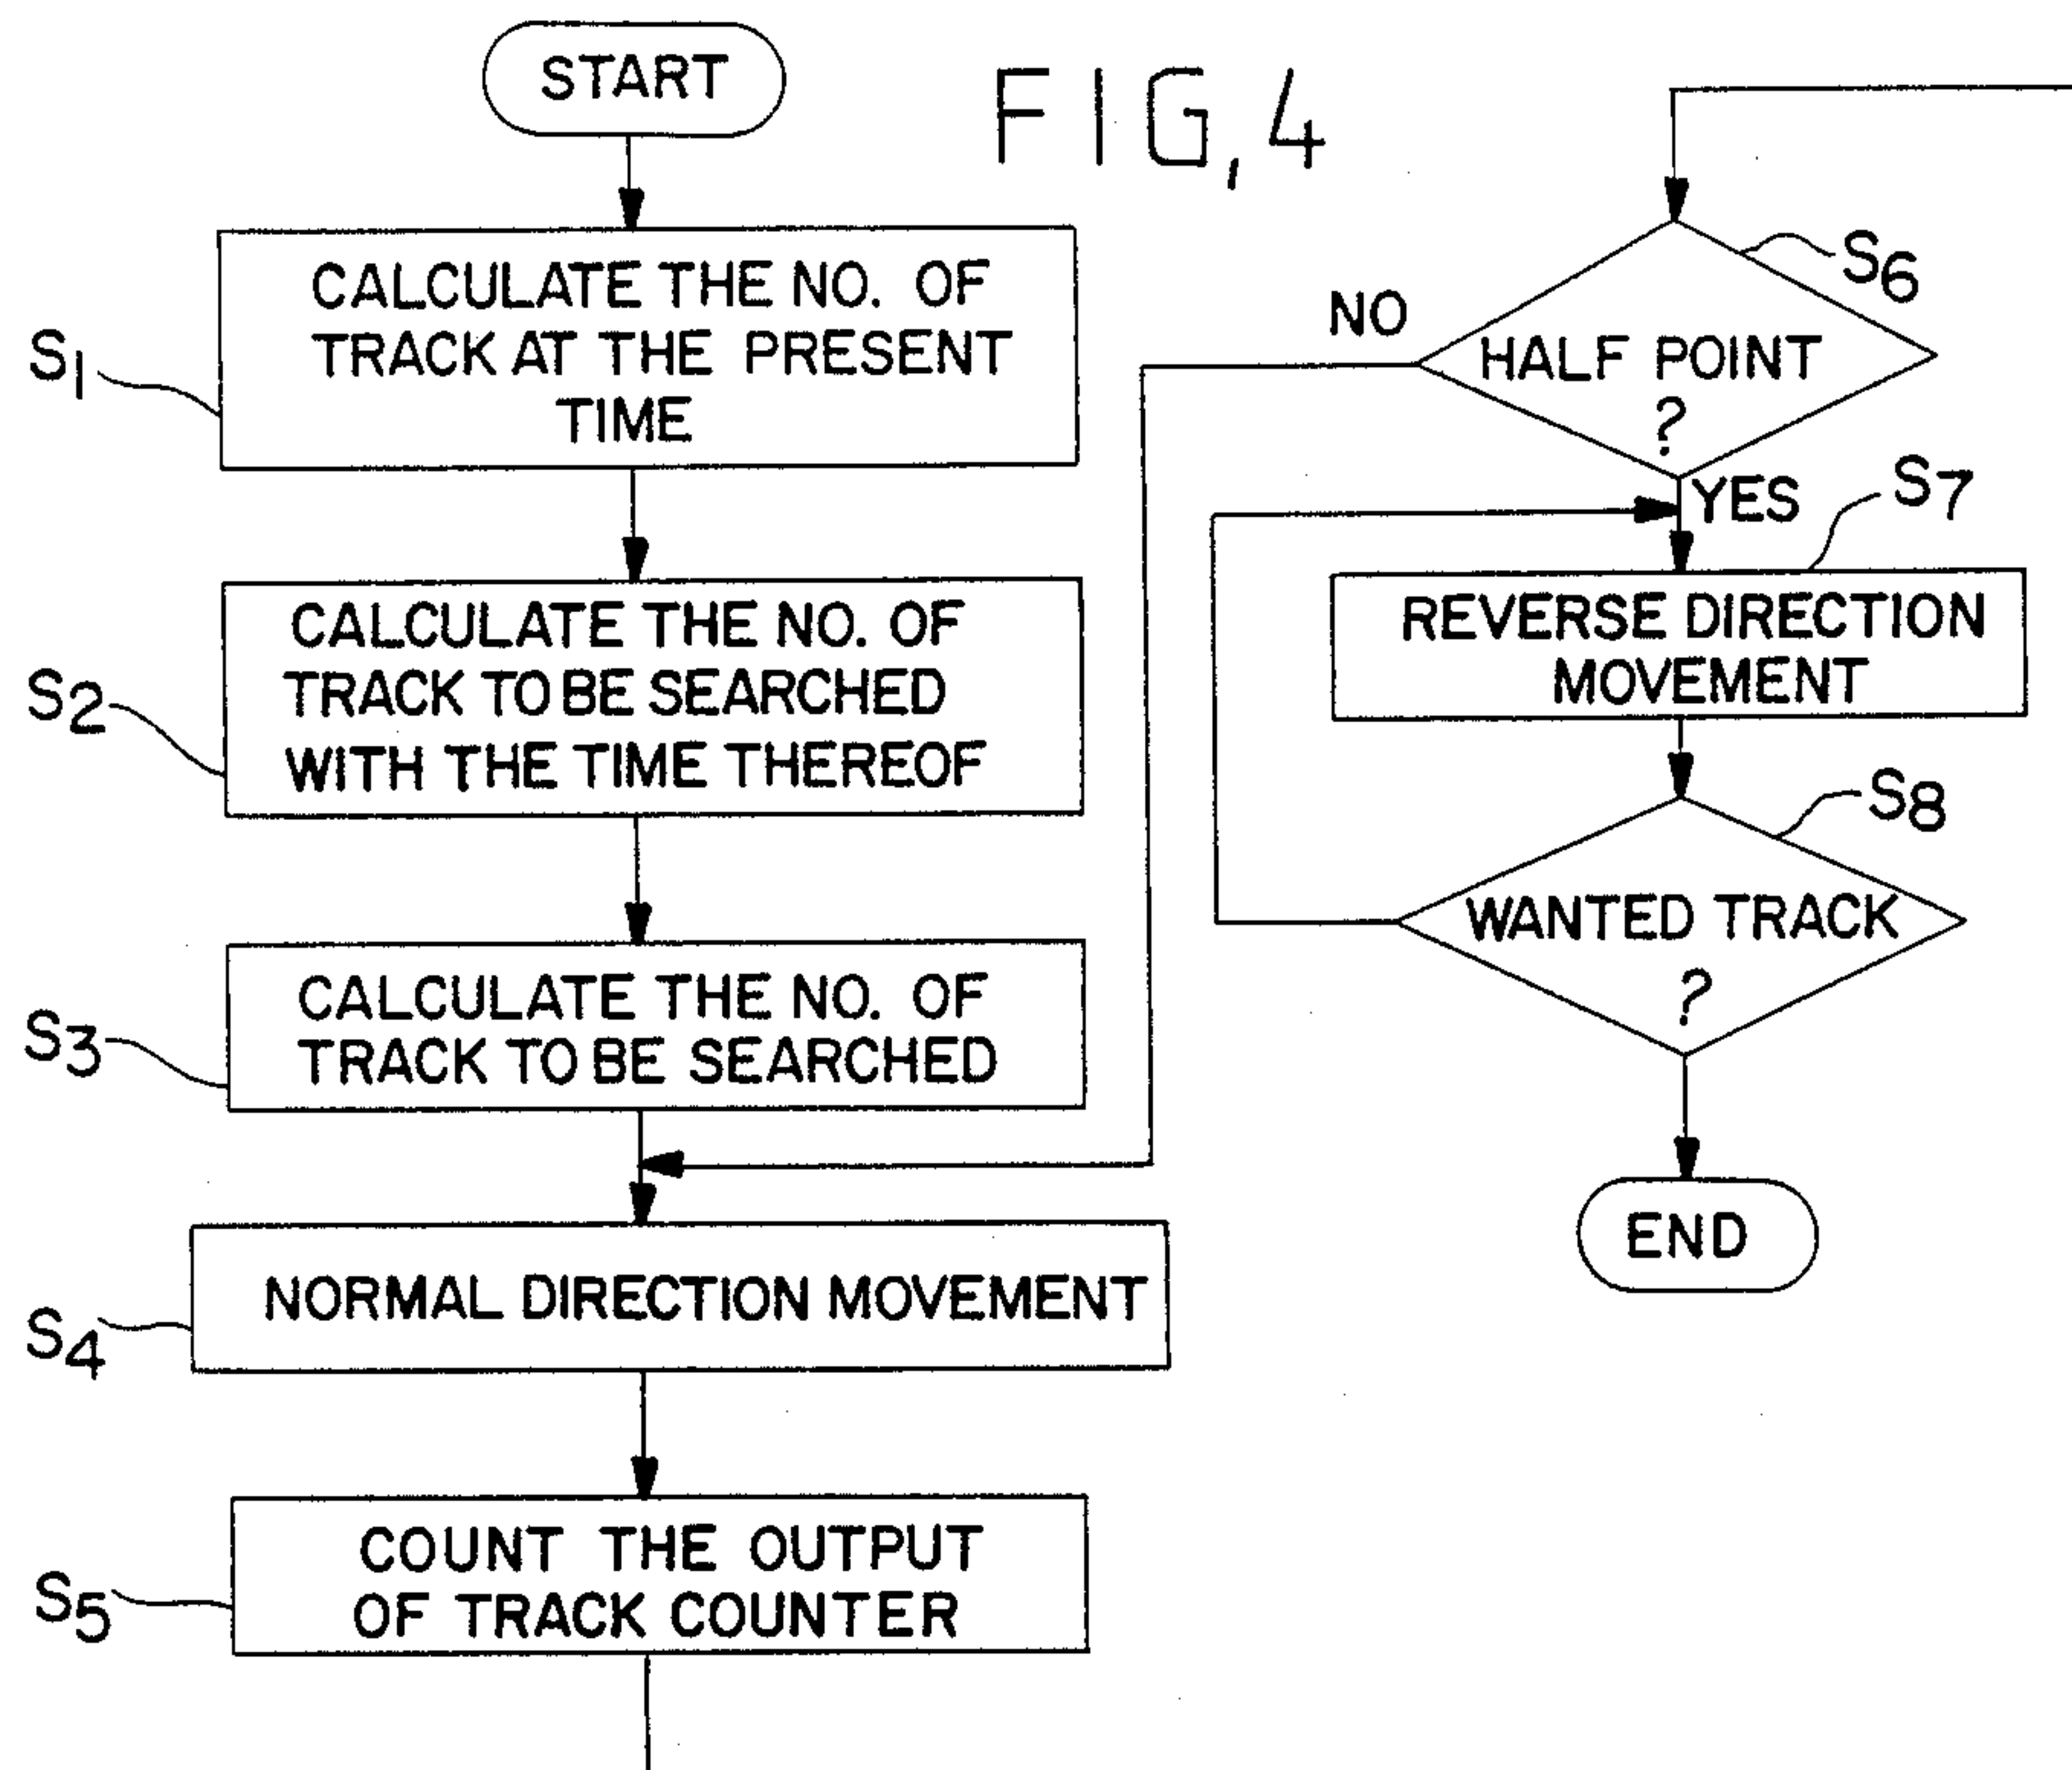 START
FIG,4
S1
CALCULATE THE NO. OF
TRACK AT THE PRESENT
TIME
S2
CALCULATE THE NO. OF
TRACK TO BE SEARCHED
WITH THE TIME THEREOF
S3
CALCULATE THE NO. OF
TRACK TO BE SEARCHED
S4
NORMAL DIRECTION MOVEMENT
S5
COUNT THE OUTPUT
OF TRACK COUNTER
S6
NO
HALF POINT
?
YES
S7
REVERSE DIRECTION
MOVEMENT
S8
WANTED TRACK
?
END